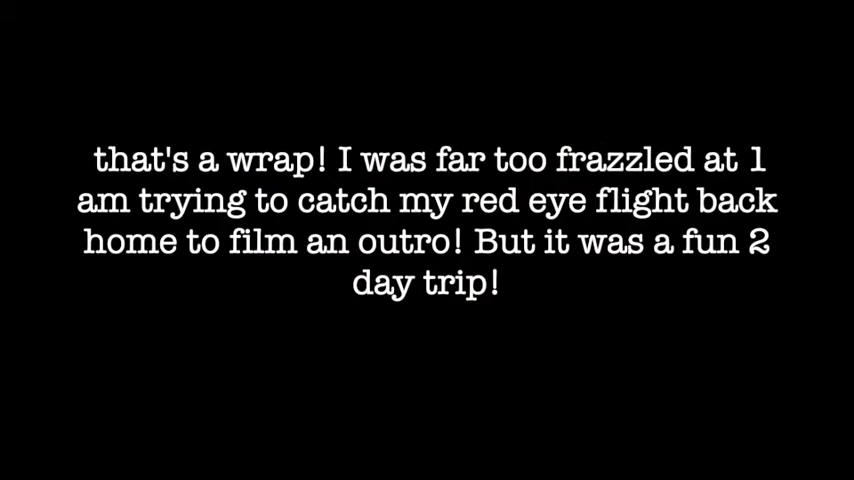 that's a wrap! I was far too frazzled at 1
am trying to catch my red eye flight back
home to film an outro! But it was a fun 2
day trip!